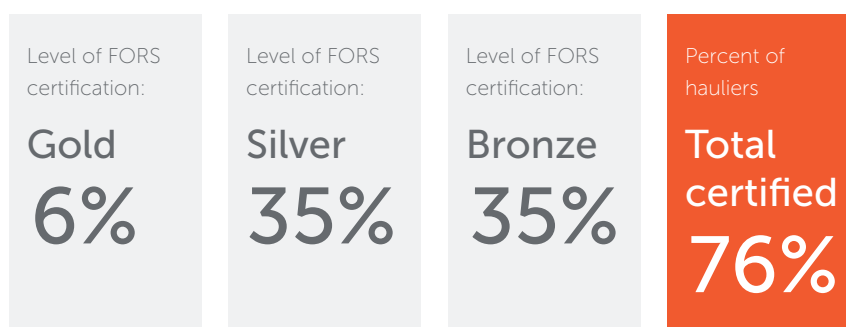 Level of FORS
certification:
Gold
6%
Level of FORS
certification:
Silver
35%
Level of FORS
certification:
Bronze
35%
Percent of
hauliers
Total
certified
76%